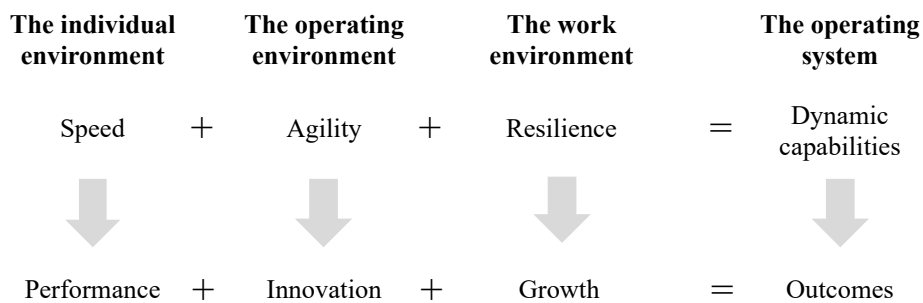 The individual environment
The operating environment
The work environment
The operating system
Speed + Agility + Resilience = Dynamic capabilities
Performance + Innovation + Growth = Outcomes